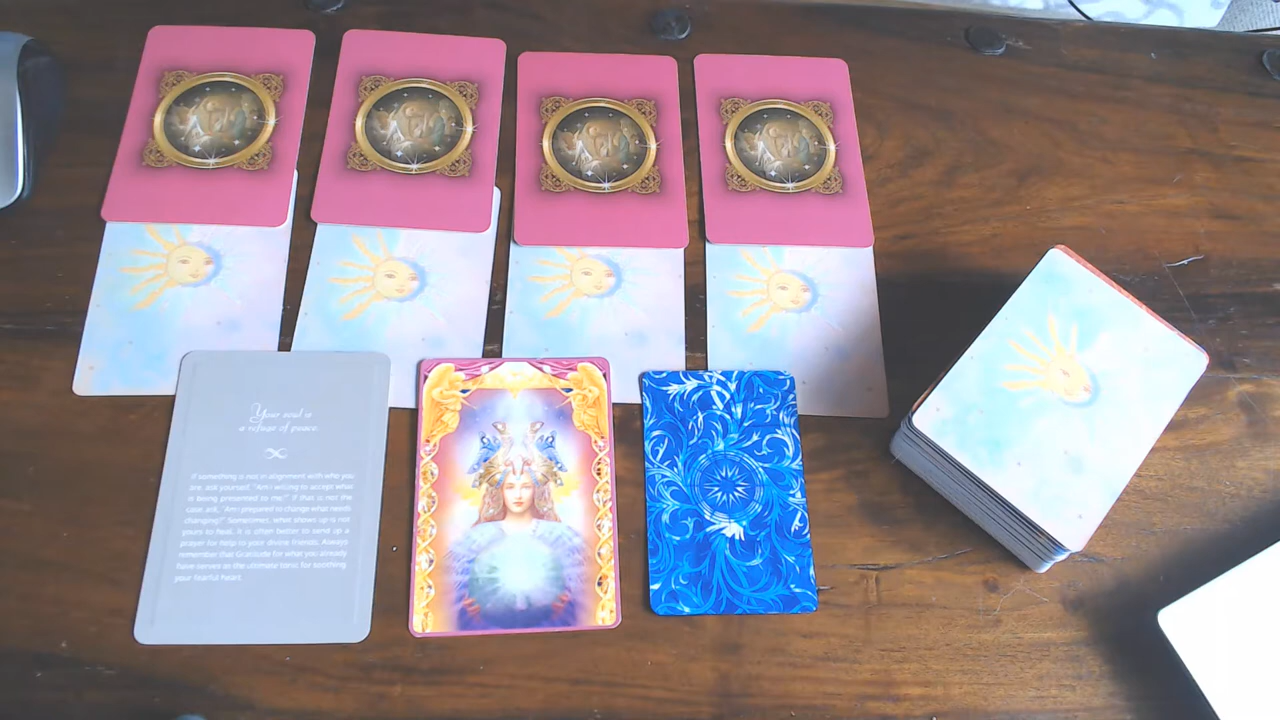 Your soul is
a refuge of peace.
If something is not in alignment with who you
are, ask yourself, "Am I willing to accept what
is being presented to me?" If that is not the
case ask, "Am I prepared to change what needs
changing?" Sometimes, what shows up is not
yours to heal. It is often better to send up a
prayer for help to your divine friends. Always
remember that Gratitude for what you already
have serves as the ultimate tonic for soothing
your fearful heart.